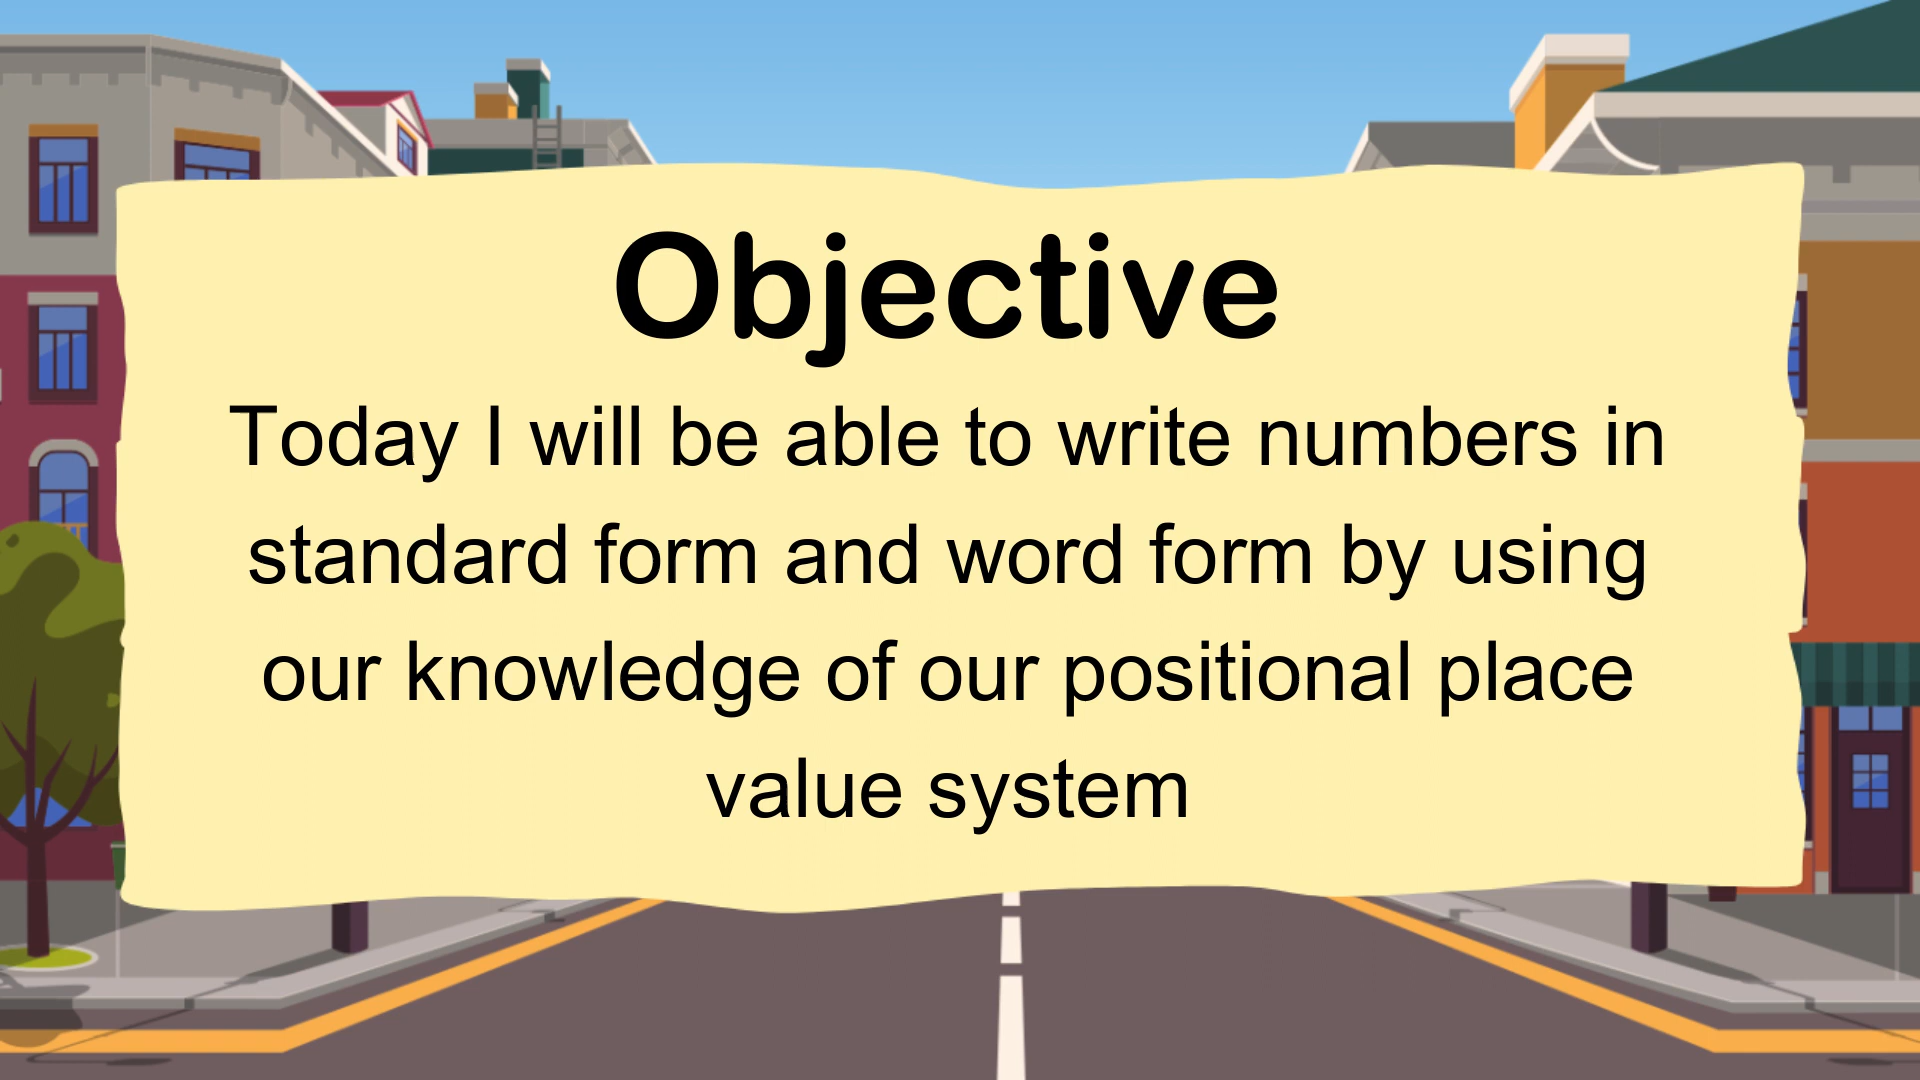 Objective
Today I will be able to write numbers in
standard form and word form by using
our knowledge of our positional place
value system